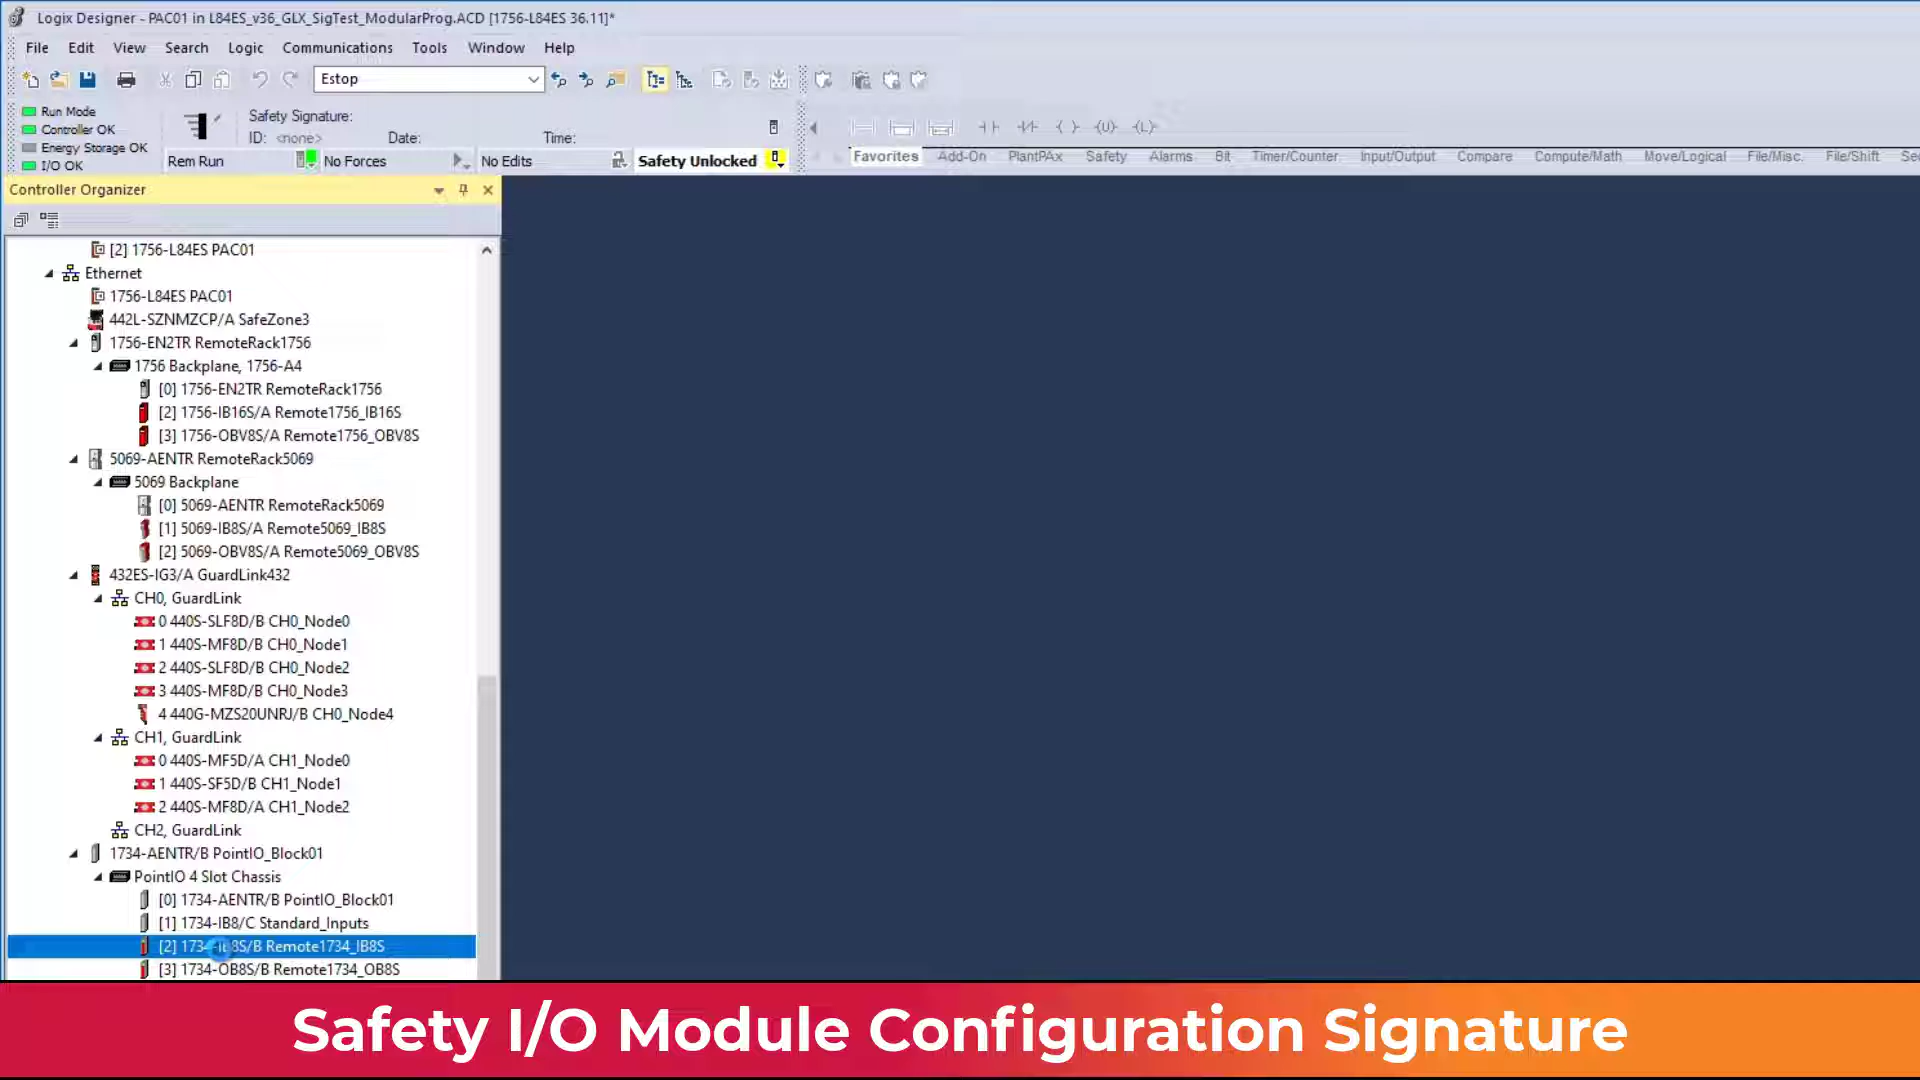 Logix Designer - PAC01 in L84ES_v36_GLX_SigTest_ModularProg.ACD [1756-L84ES 36.11]*
File Edit View Search Logic Communications Tools Window Help
Estop
Run Mode
Controller OK
Energy Storage OK
I/O OK
Safety Signature:
ID: <none> Date: Time:
Rem Run No Forces No Edits Safety Unlocked
Favorites Add-On PlantPAx Safety Alarms Bit Timer/Counter Input/Output Compare Compute/Math Move/Logical File/Misc. File/Shift
Controller Organizer
[2] 1756-L84ES PAC01
Ethernet
1756-L84ES PAC01
442L-SZNMZCP/A SafeZone3
1756-EN2TR RemoteRack1756
1756 Backplane, 1756-A4
[0] 1756-EN2TR RemoteRack1756
[2] 1756-IB16S/A Remote1756_IB16S
[3] 1756-OBV8S/A Remote1756_OBV8S
5069-AENTR RemoteRack5069
5069 Backplane
[0] 5069-AENTR RemoteRack5069
[1] 5069-IB8S/A Remote5069_IB8S
[2] 5069-OBV8S/A Remote5069_OBV8S
432ES-IG3/A GuardLink432
CH0, GuardLink
0 440S-SLF8D/B CH0_Node0
1 440S-MF8D/B CH0_Node1
2 440S-SLF8D/B CH0_Node2
3 440S-MF8D/B CH0_Node3
4 440G-MZS20UNRJ/B CH0_Node4
CH1, GuardLink
0 440S-MF5D/A CH1_Node0
1 440S-SF5D/B CH1_Node1
2 440S-MF8D/A CH1_Node2
CH2, GuardLink
1734-AENTR/B PointIO_Block01
PointIO 4 Slot Chassis
[0] 1734-AENTR/B PointIO_Block01
[1] 1734-IB8/C Standard_Inputs
[2] 1734-IB8S/B Remote1734_IB8S
[3] 1734-OB8S/B Remote1734_OB8S
Safety I/O Module Configuration Signature